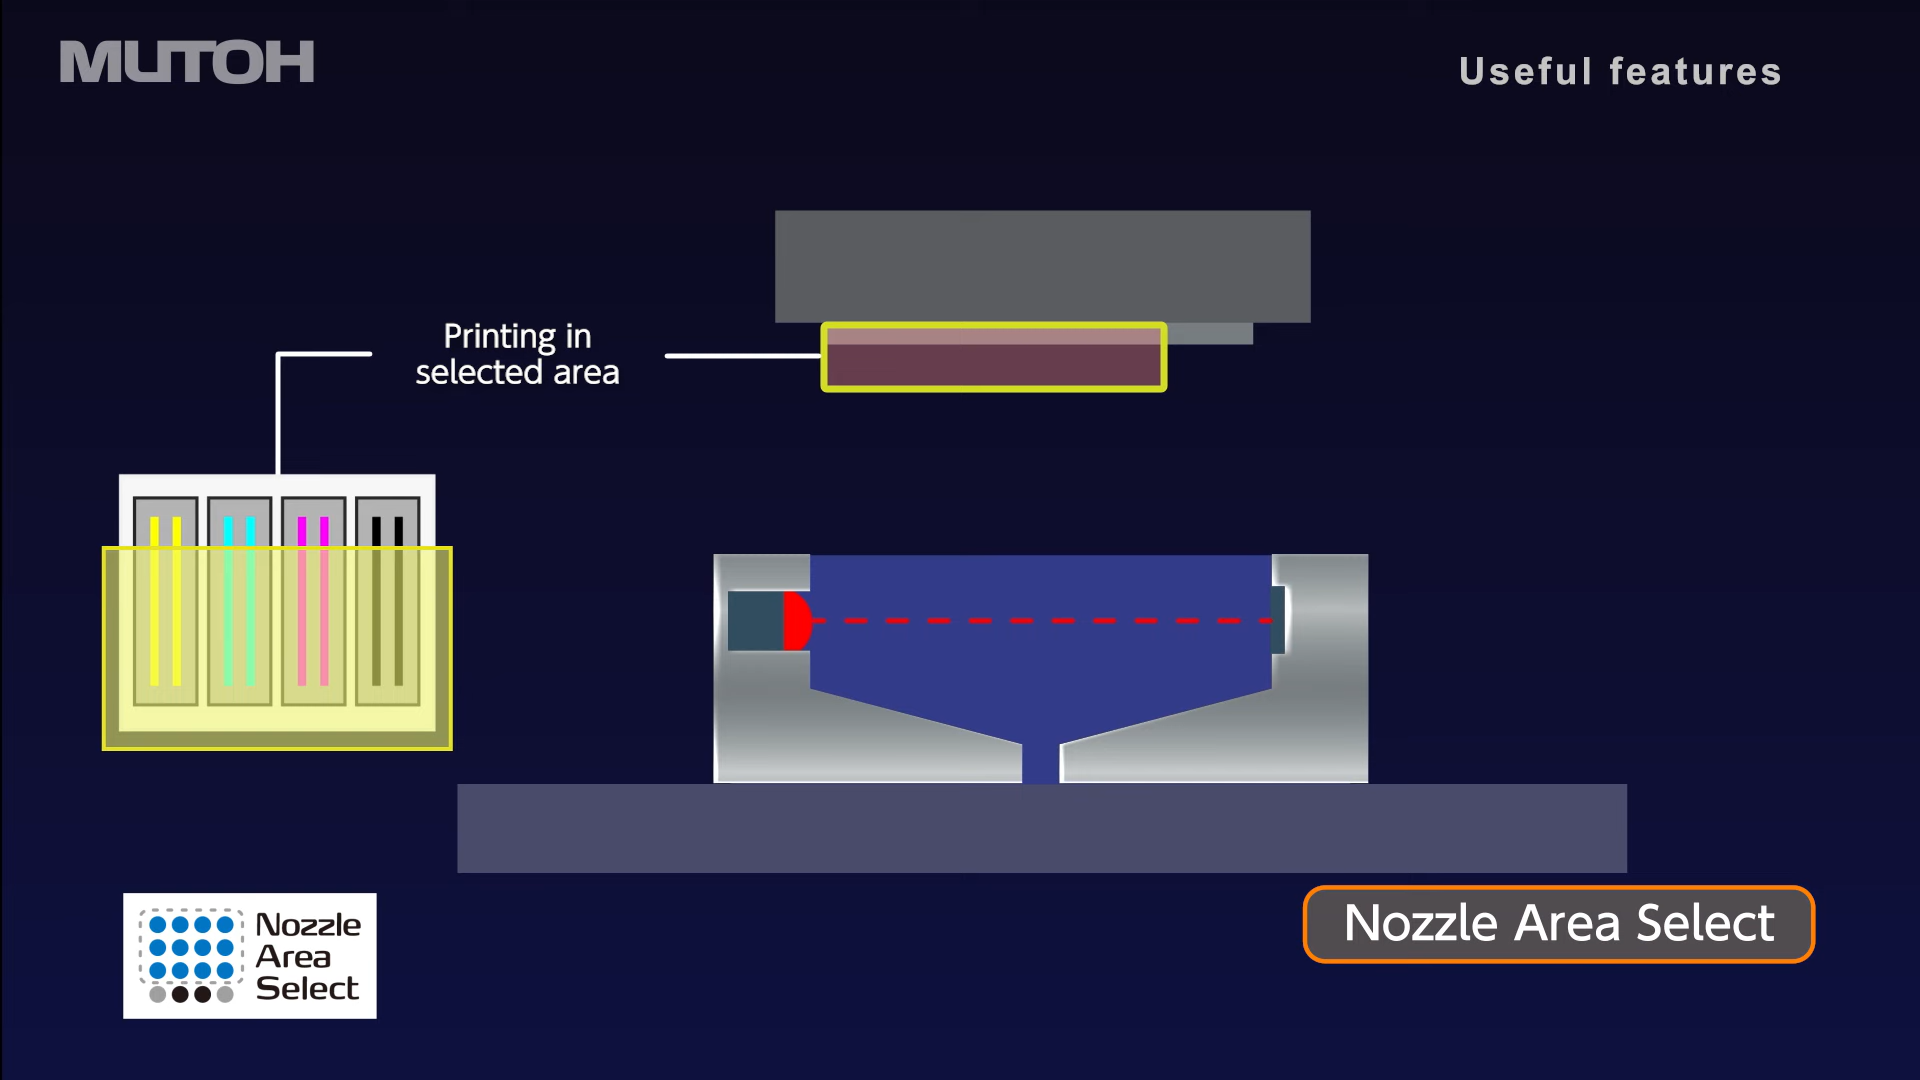 MUTOH
Useful features
Printing in
selected area
Nozzle
Area
Select
Nozzle Area Select